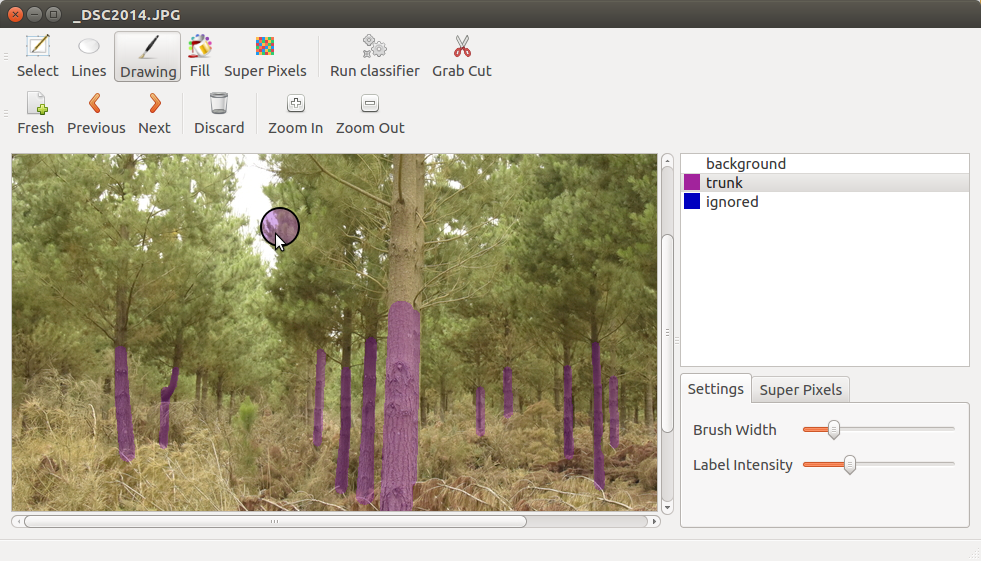 _DSC2014.JPG
Select Lines Drawing Fill Super Pixels Run classifier Grab Cut
Fresh Previous Next Discard Zoom In Zoom Out
background
trunk
ignored
Settings Super Pixels
Brush Width
Label Intensity